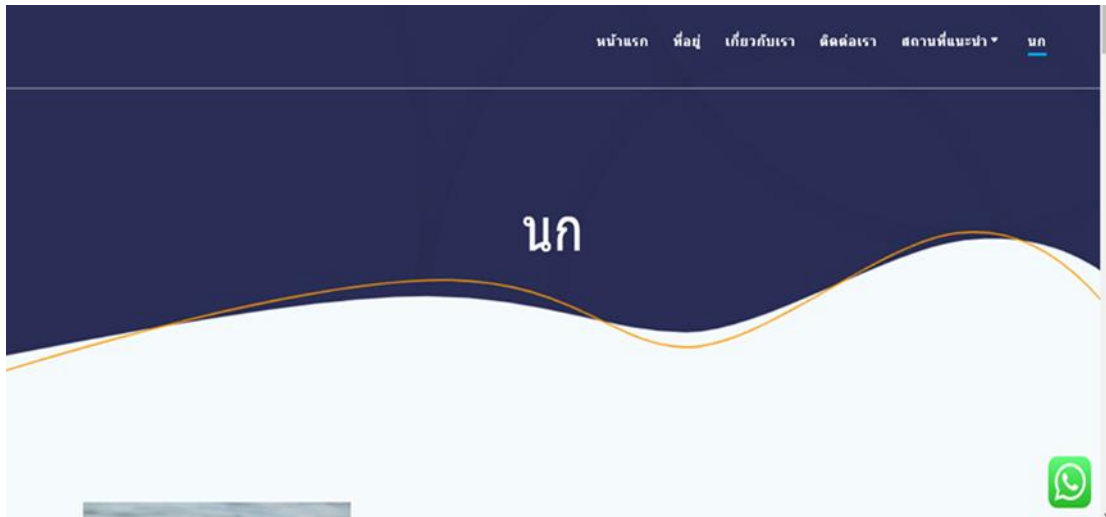 หน้าแรก ที่อยู่ เกี่ยวกับเรา ติดต่อเรา สถานที่แนะนำ นก
นก